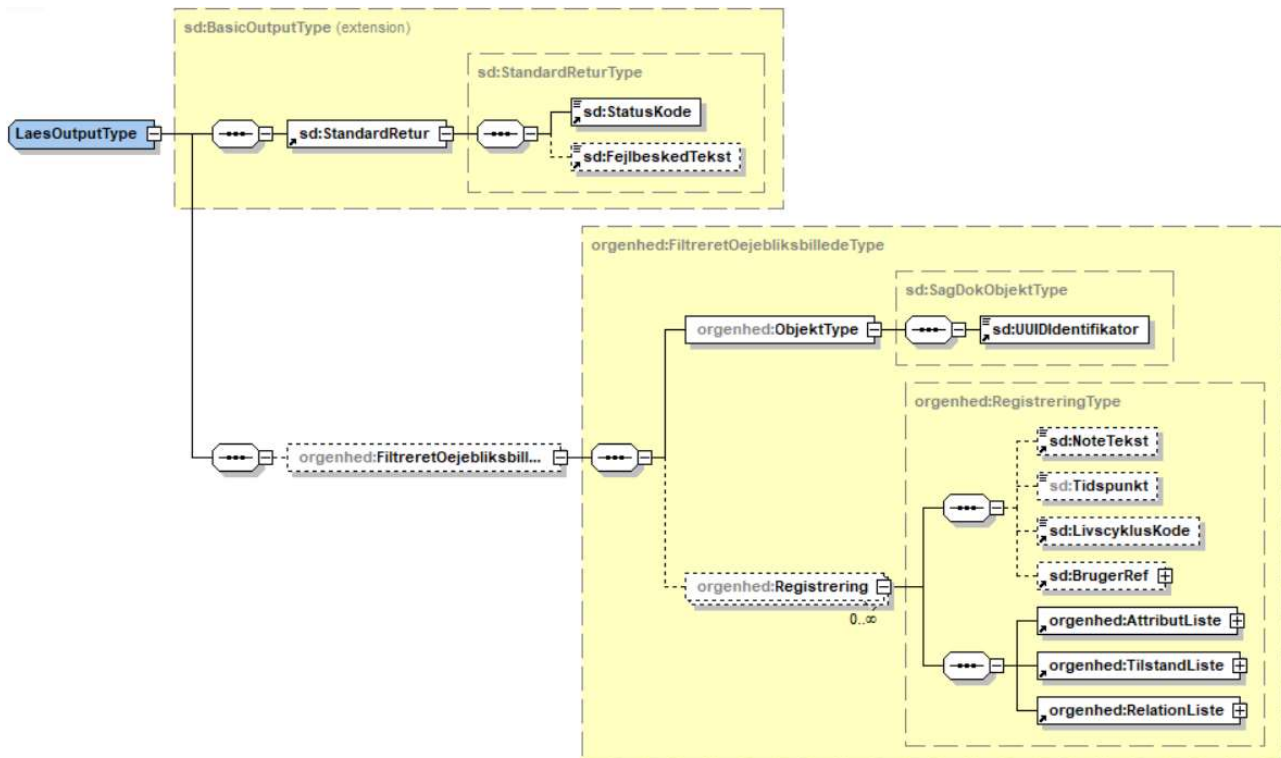 sd:BasicOutputType (extension)
sd:StandardReturType
LaesOutputType
sd:StandardRetur
sd:StatusKode
sd:FejlbeskedTekst
orgenhed:FiltreretOejebliksbilledeType
sd:SagDokObjektType
orgenhed:ObjektType
sd:UUIDIdentifikator
orgenhed:RegistreringType
orgenhed:FiltreretOejebliksbill...
sd:NoteTekst
sd:Tidspunkt
sd:LivscyklusKode
sd:BrugerRef
orgenhed:Registrering
0..∞
orgenhed:AttributListe
orgenhed:TilstandListe
orgenhed:RelationListe